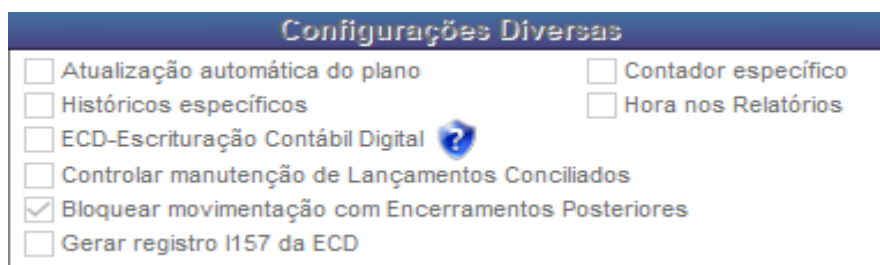 Configurações Diversas
Atualização automática do plano
Contador específico
Históricos específicos
Hora nos Relatórios
ECD-Escrituração Contábil Digital ?
Controlar manutenção de Lançamentos Conciliados
Bloquear movimentação com Encerramentos Posteriores
Gerar registro I157 da ECD